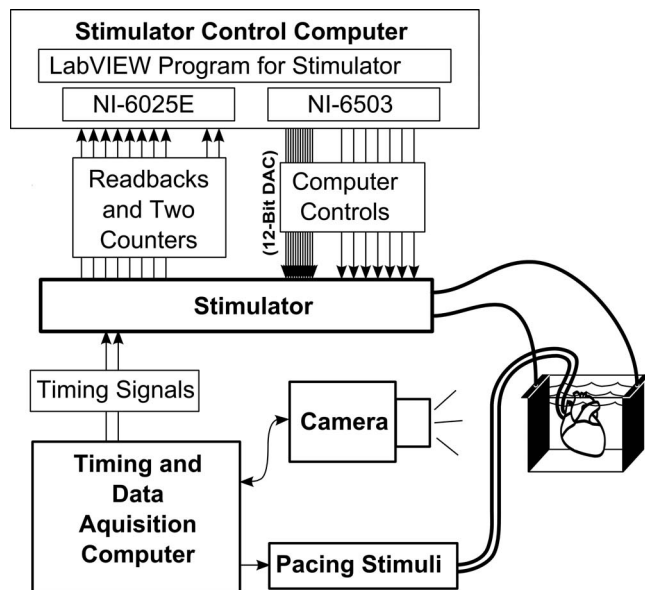 Stimulator Control Computer
LabVIEW Program for Stimulator
NI-6025E
NI-6503
Readbacks
and Two
Counters
(12-Bit DAC)
Computer
Controls
Stimulator
Timing Signals
Camera
Timing and
Data
Aquisition
Computer
Pacing Stimuli